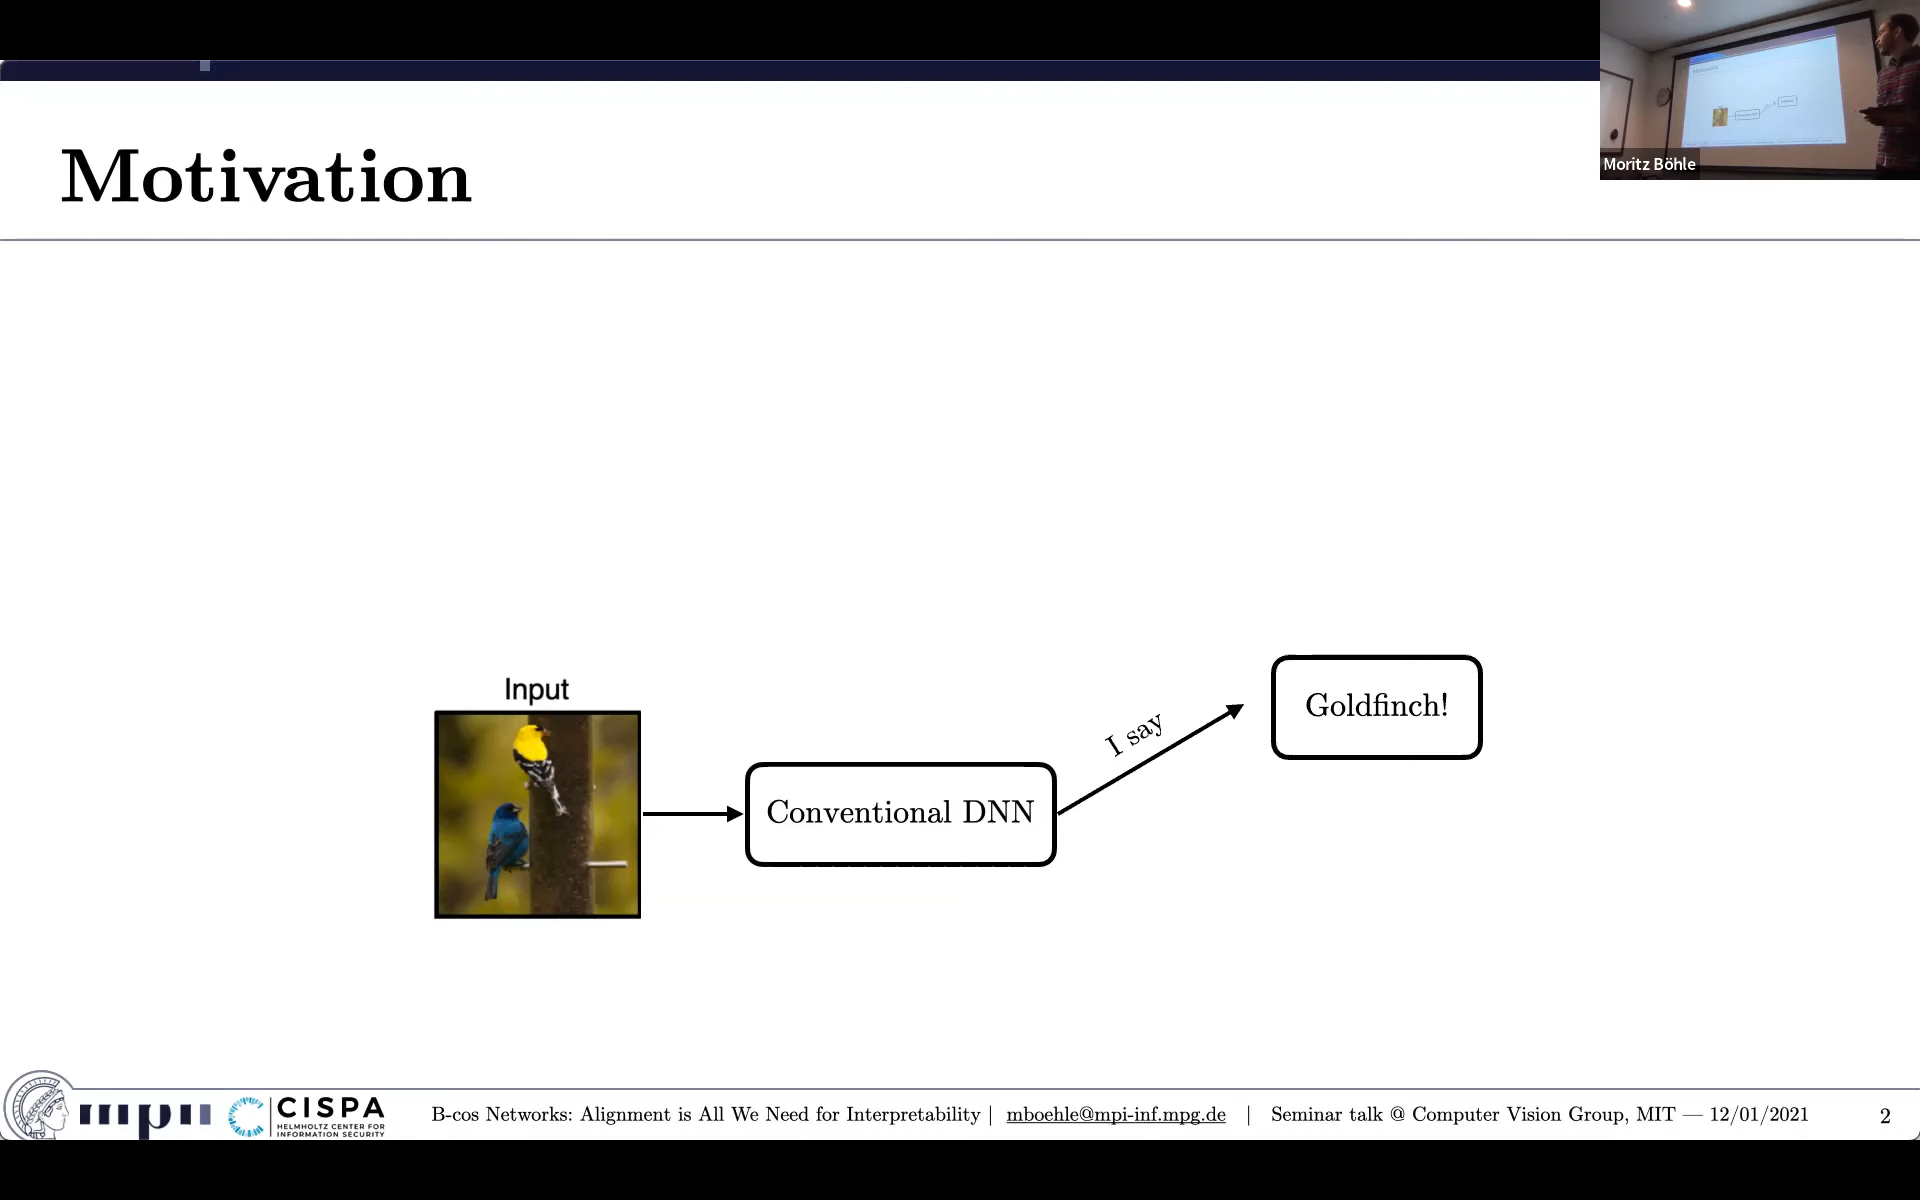 Moritz Böhle
Motivation
Input
Conventional DNN
I say
Goldfinch!
mpii
CISPA
HELMHOLTZ CENTER FOR
INFORMATION SECURITY
B-cos Networks: Alignment is All We Need for Interpretability | mboehle@mpi-inf.mpg.de | Seminar talk @ Computer Vision Group, MIT — 12/01/2021
2